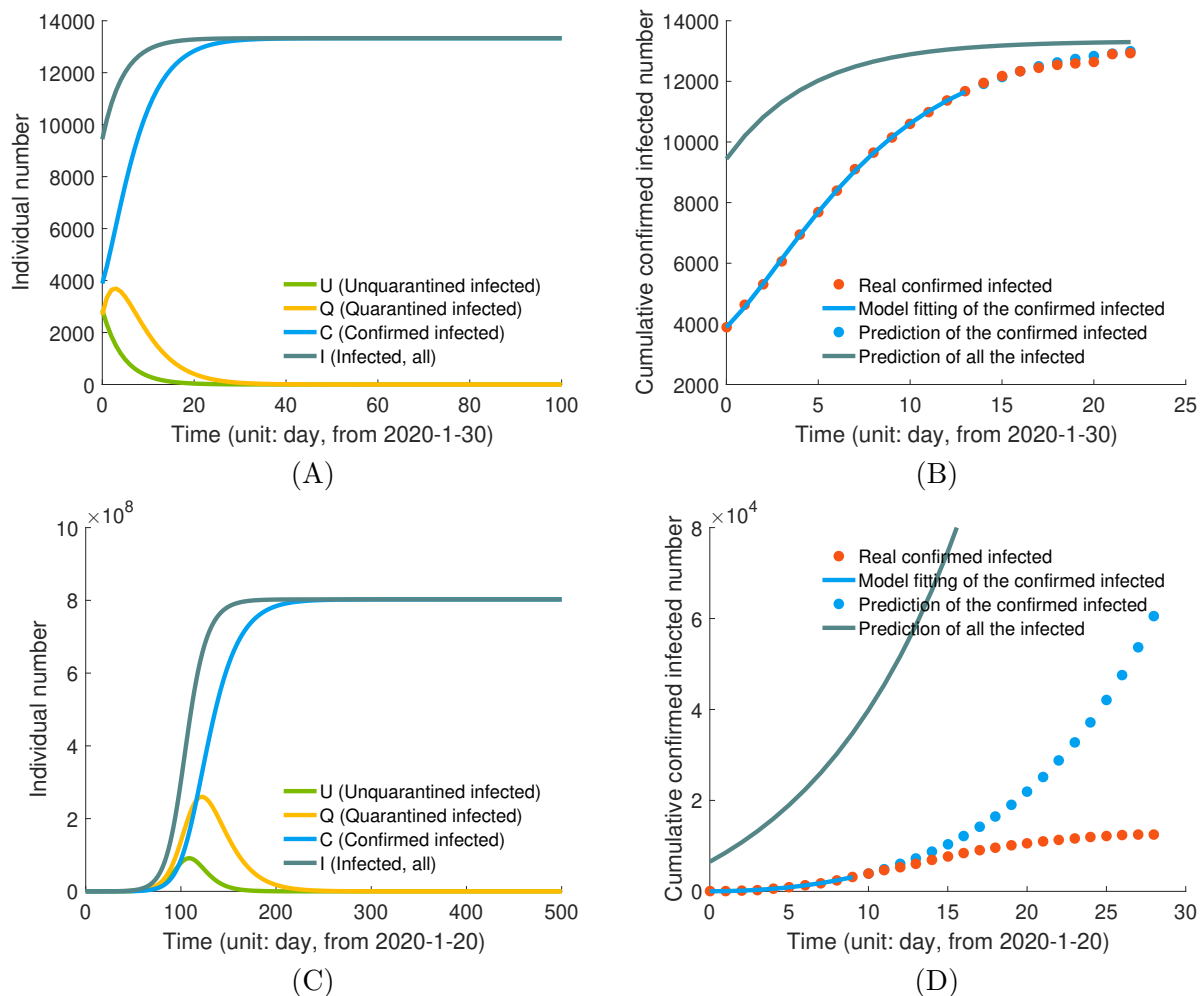 14000
12000
10000
8000
6000
4000
2000
0
Individual number
U (Unquarantined infected)
Q (Quarantined infected)
C (Confirmed infected)
I (Infected, all)
0 20 40 60 80 100
Time (unit: day, from 2020-1-30)
(A)
14000
12000
10000
8000
6000
4000
2000
Cumulative confirmed infected number
Real confirmed infected
Model fitting of the confirmed infected
Prediction of the confirmed infected
Prediction of all the infected
0 5 10 15 20 25
Time (unit: day, from 2020-1-30)
(B)
×10⁸
10
8
6
4
2
0
Individual number
U (Unquarantined infected)
Q (Quarantined infected)
C (Confirmed infected)
I (Infected, all)
0 100 200 300 400 500
Time (unit: day, from 2020-1-20)
(C)
×10⁴
8
6
4
2
0
Cumulative confirmed infected number
Real confirmed infected
Model fitting of the confirmed infected
Prediction of the confirmed infected
Prediction of all the infected
0 5 10 15 20 25 30
Time (unit: day, from 2020-1-20)
(D)